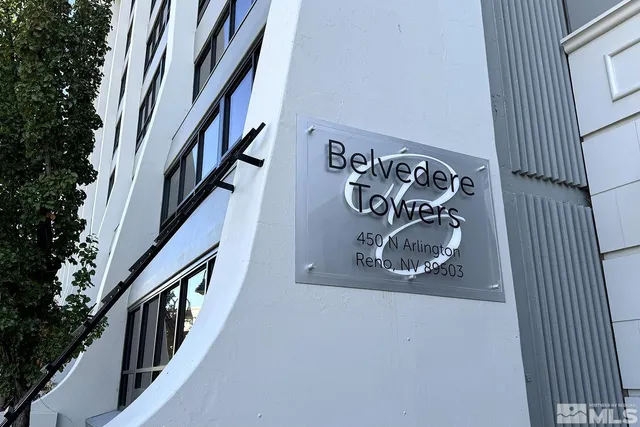 Belvedere
Towers
B
450 N Arlington
Reno, NV 89503
MLS